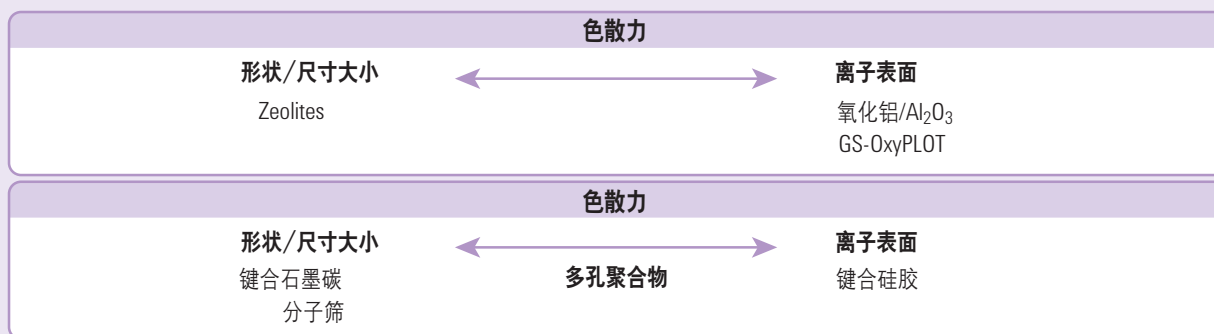 色散力
形状/尺寸大小
离子表面
Zeolites
氧化铝/Al₂O₃
GS-OxyPLOT
色散力
形状/尺寸大小
离子表面
键合石墨碳
多孔聚合物
键合硅胶
分子筛